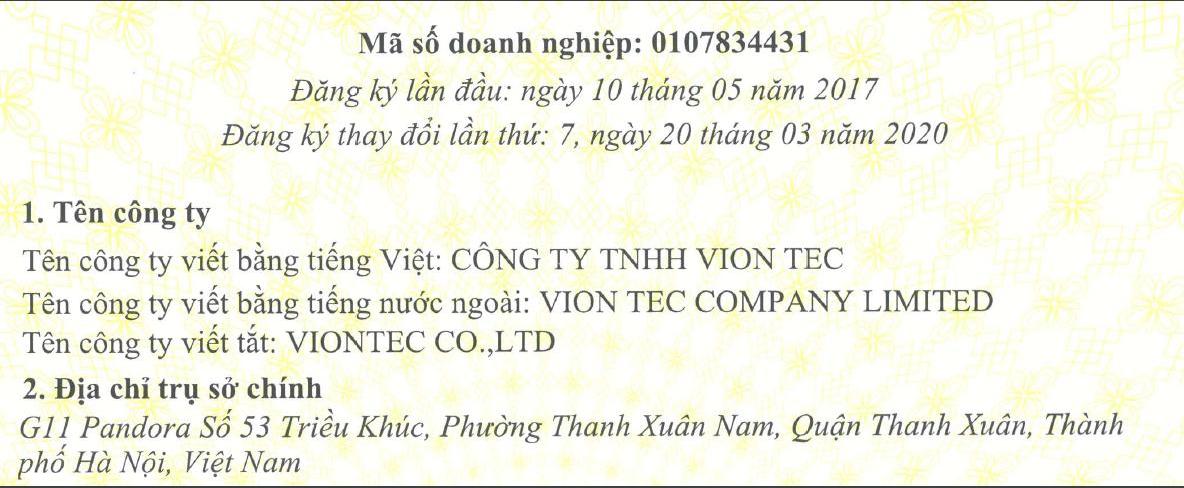 Mã số doanh nghiệp: 0107834431
Đăng ký lần đầu: ngày 10 tháng 05 năm 2017
Đăng ký thay đổi lần thứ: 7, ngày 20 tháng 03 năm 2020
1. Tên công ty
Tên công ty viết bằng tiếng Việt: CÔNG TY TNHH VION TEC
Tên công ty viết bằng tiếng nước ngoài: VION TEC COMPANY LIMITED
Tên công ty viết tắt: VIONTEC CO.,LTD
2. Địa chỉ trụ sở chính
G11 Pandora Số 53 Triều Khúc, Phường Thanh Xuân Nam, Quận Thanh Xuân, Thành
phố Hà Nội, Việt Nam